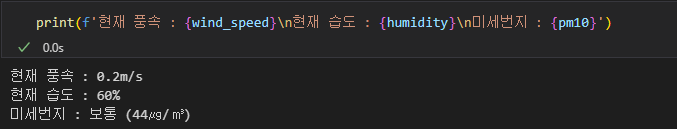 print(f'현재 풍속 : {wind_speed}\n현재 습도 : {humidity}\n미세번지 : {pm10}')
0.0s
현재 풍속 : 0.2m/s
현재 습도 : 60%
미세번지 : 보통 (44㎍/㎥)